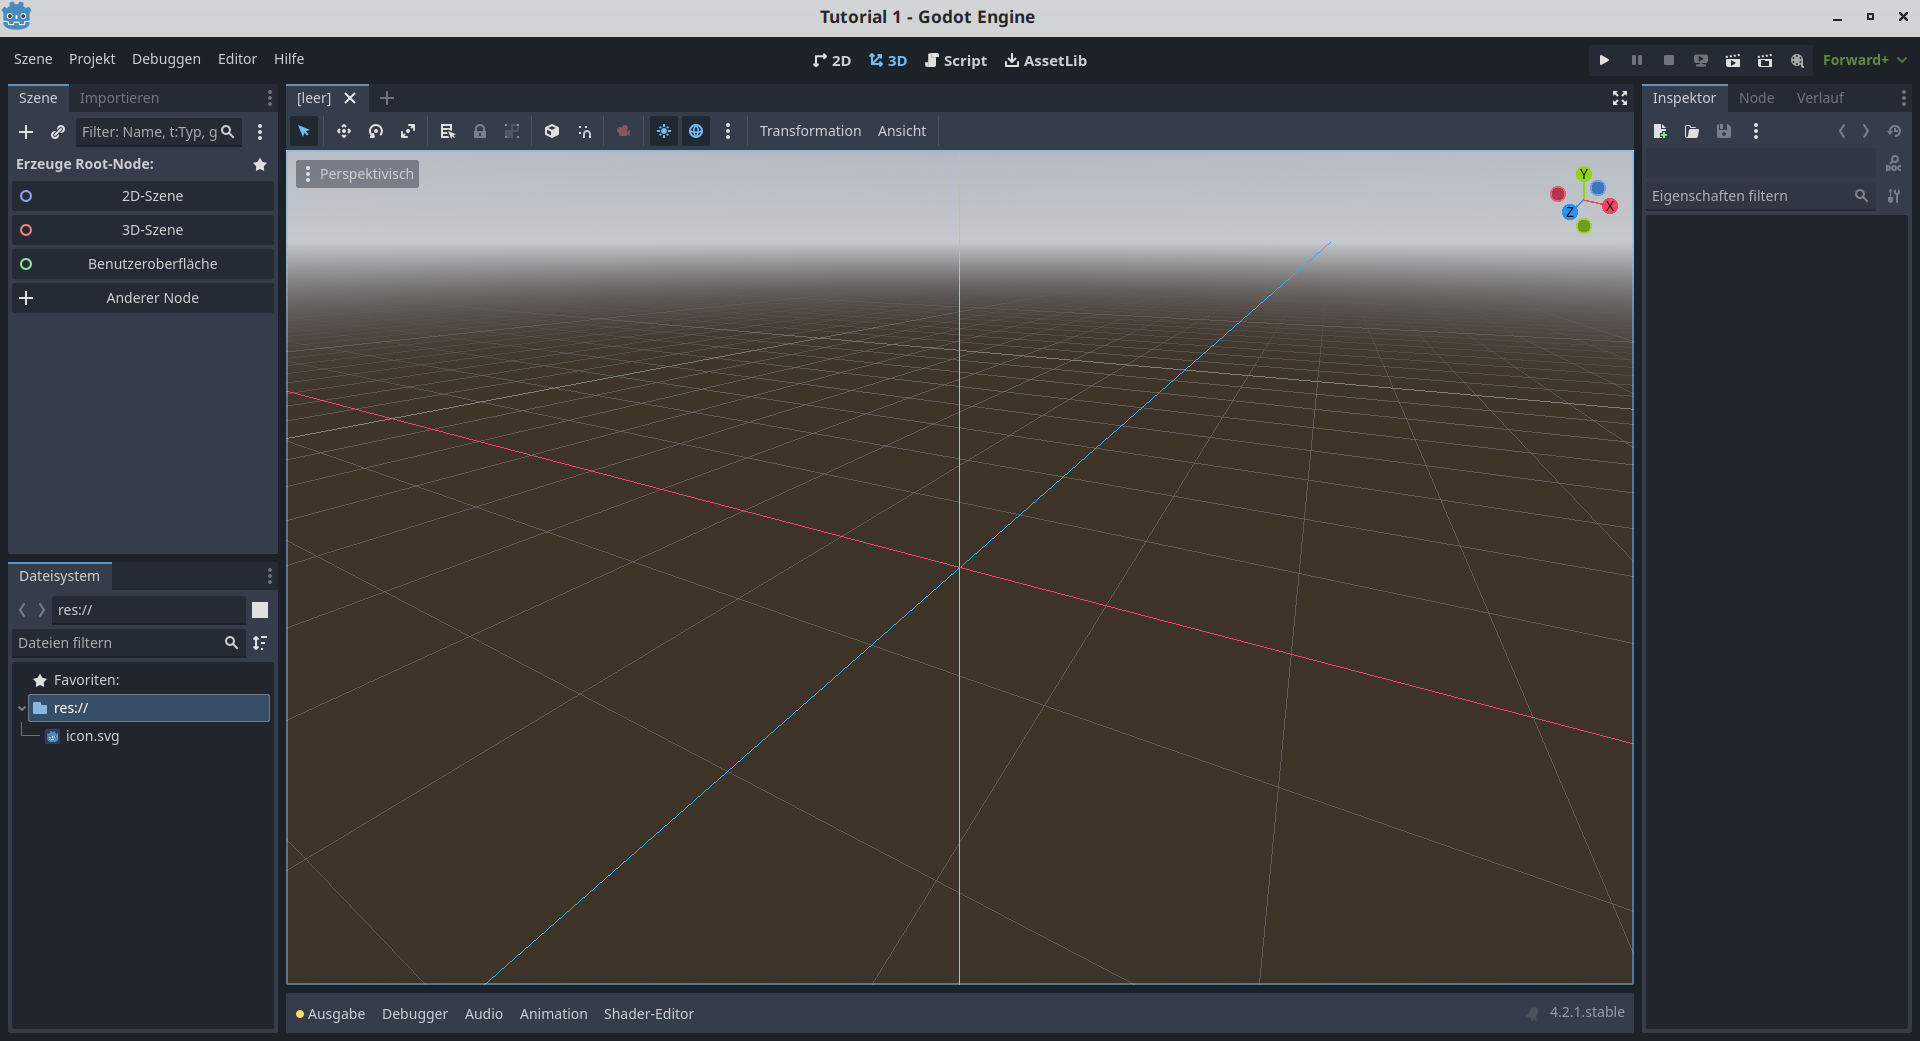 Tutorial 1 - Godot Engine
Szene Projekt Debuggen Editor Hilfe
2D 3D Script AssetLib
Forward+
Szene Importieren
Filter: Name, t:Typ, g
Erzeuge Root-Node:
2D-Szene
3D-Szene
Benutzeroberfläche
Anderer Node
Dateisystem
res://
Dateien filtern
Favoriten:
res://
icon.svg
[leer]
Transformation Ansicht
Perspektivisch
Y
X
Z
Ausgabe Debugger Audio Animation Shader-Editor
4.2.1.stable
Inspektor Node Verlauf
DOC
Eigenschaften filtern